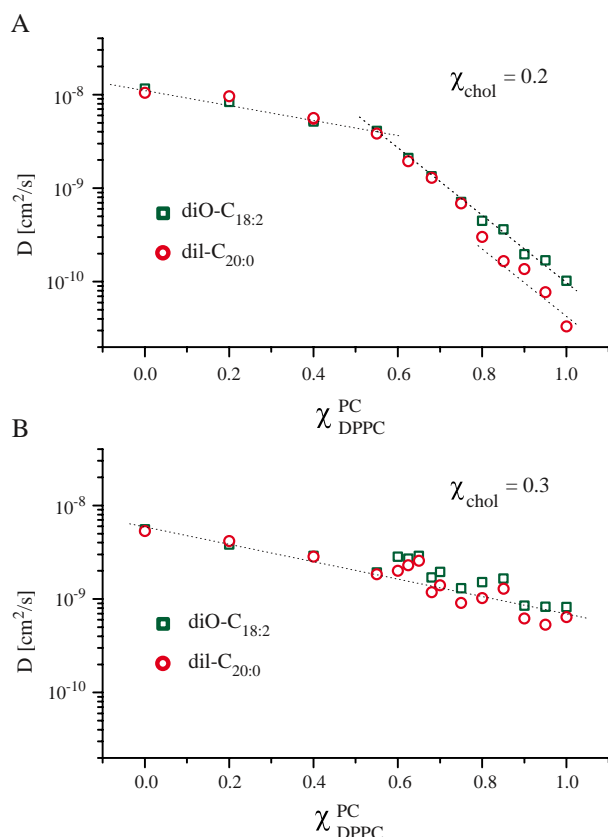 A
χchol = 0.2
10⁻⁸
10⁻⁹
10⁻¹⁰
D [cm²/s]
diO-C18:2
dil-C20:0
0.0 0.2 0.4 0.6 0.8 1.0
χ PC DPPC
B
χchol = 0.3
10⁻⁸
10⁻⁹
10⁻¹⁰
D [cm²/s]
diO-C18:2
dil-C20:0
0.0 0.2 0.4 0.6 0.8 1.0
χ PC DPPC